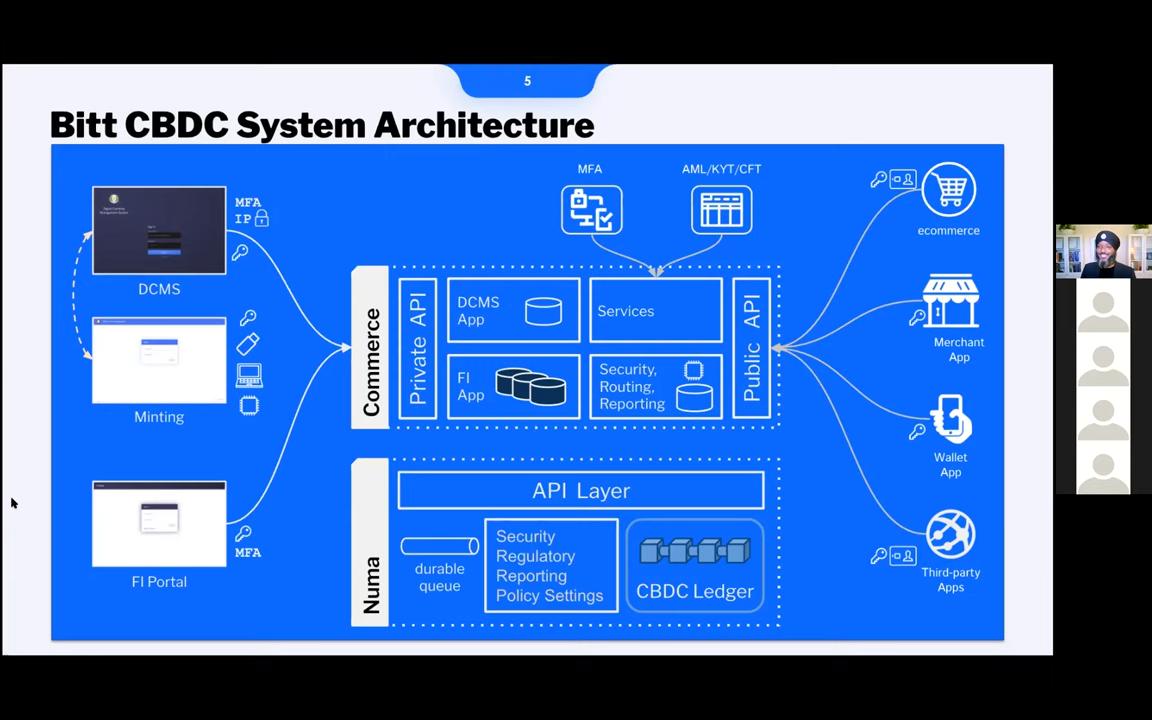 5
Bitt CBDC System Architecture
MFA
AML/KYT/CFT
MFA
IP
DCMS
Minting
FI Portal
MFA
Commerce
Private API
DCMS
App
Services
FI
App
Security,
Routing,
Reporting
Public API
Numa
API Layer
durable
queue
Security
Regulatory
Reporting
Policy Settings
CBDC Ledger
ecommerce
Merchant
App
Wallet
App
Third-party
Apps